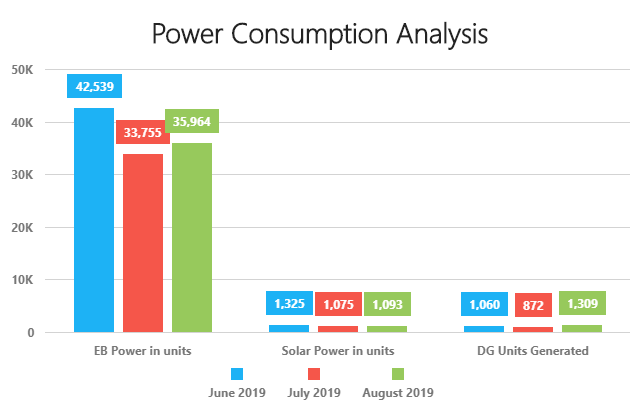 Power Consumption Analysis
50K
42,539
40K
33,755
35,964
30K
20K
10K
1,325
1,075
1,093
1,060
872
1,309
0
EB Power in units
Solar Power in units
DG Units Generated
June 2019
July 2019
August 2019